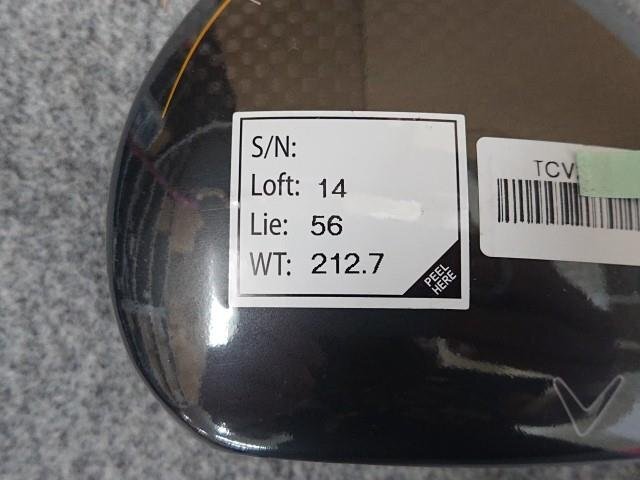 S/N:
Loft: 14
Lie: 56
WT: 212.7
PEEL
HERE
TCV